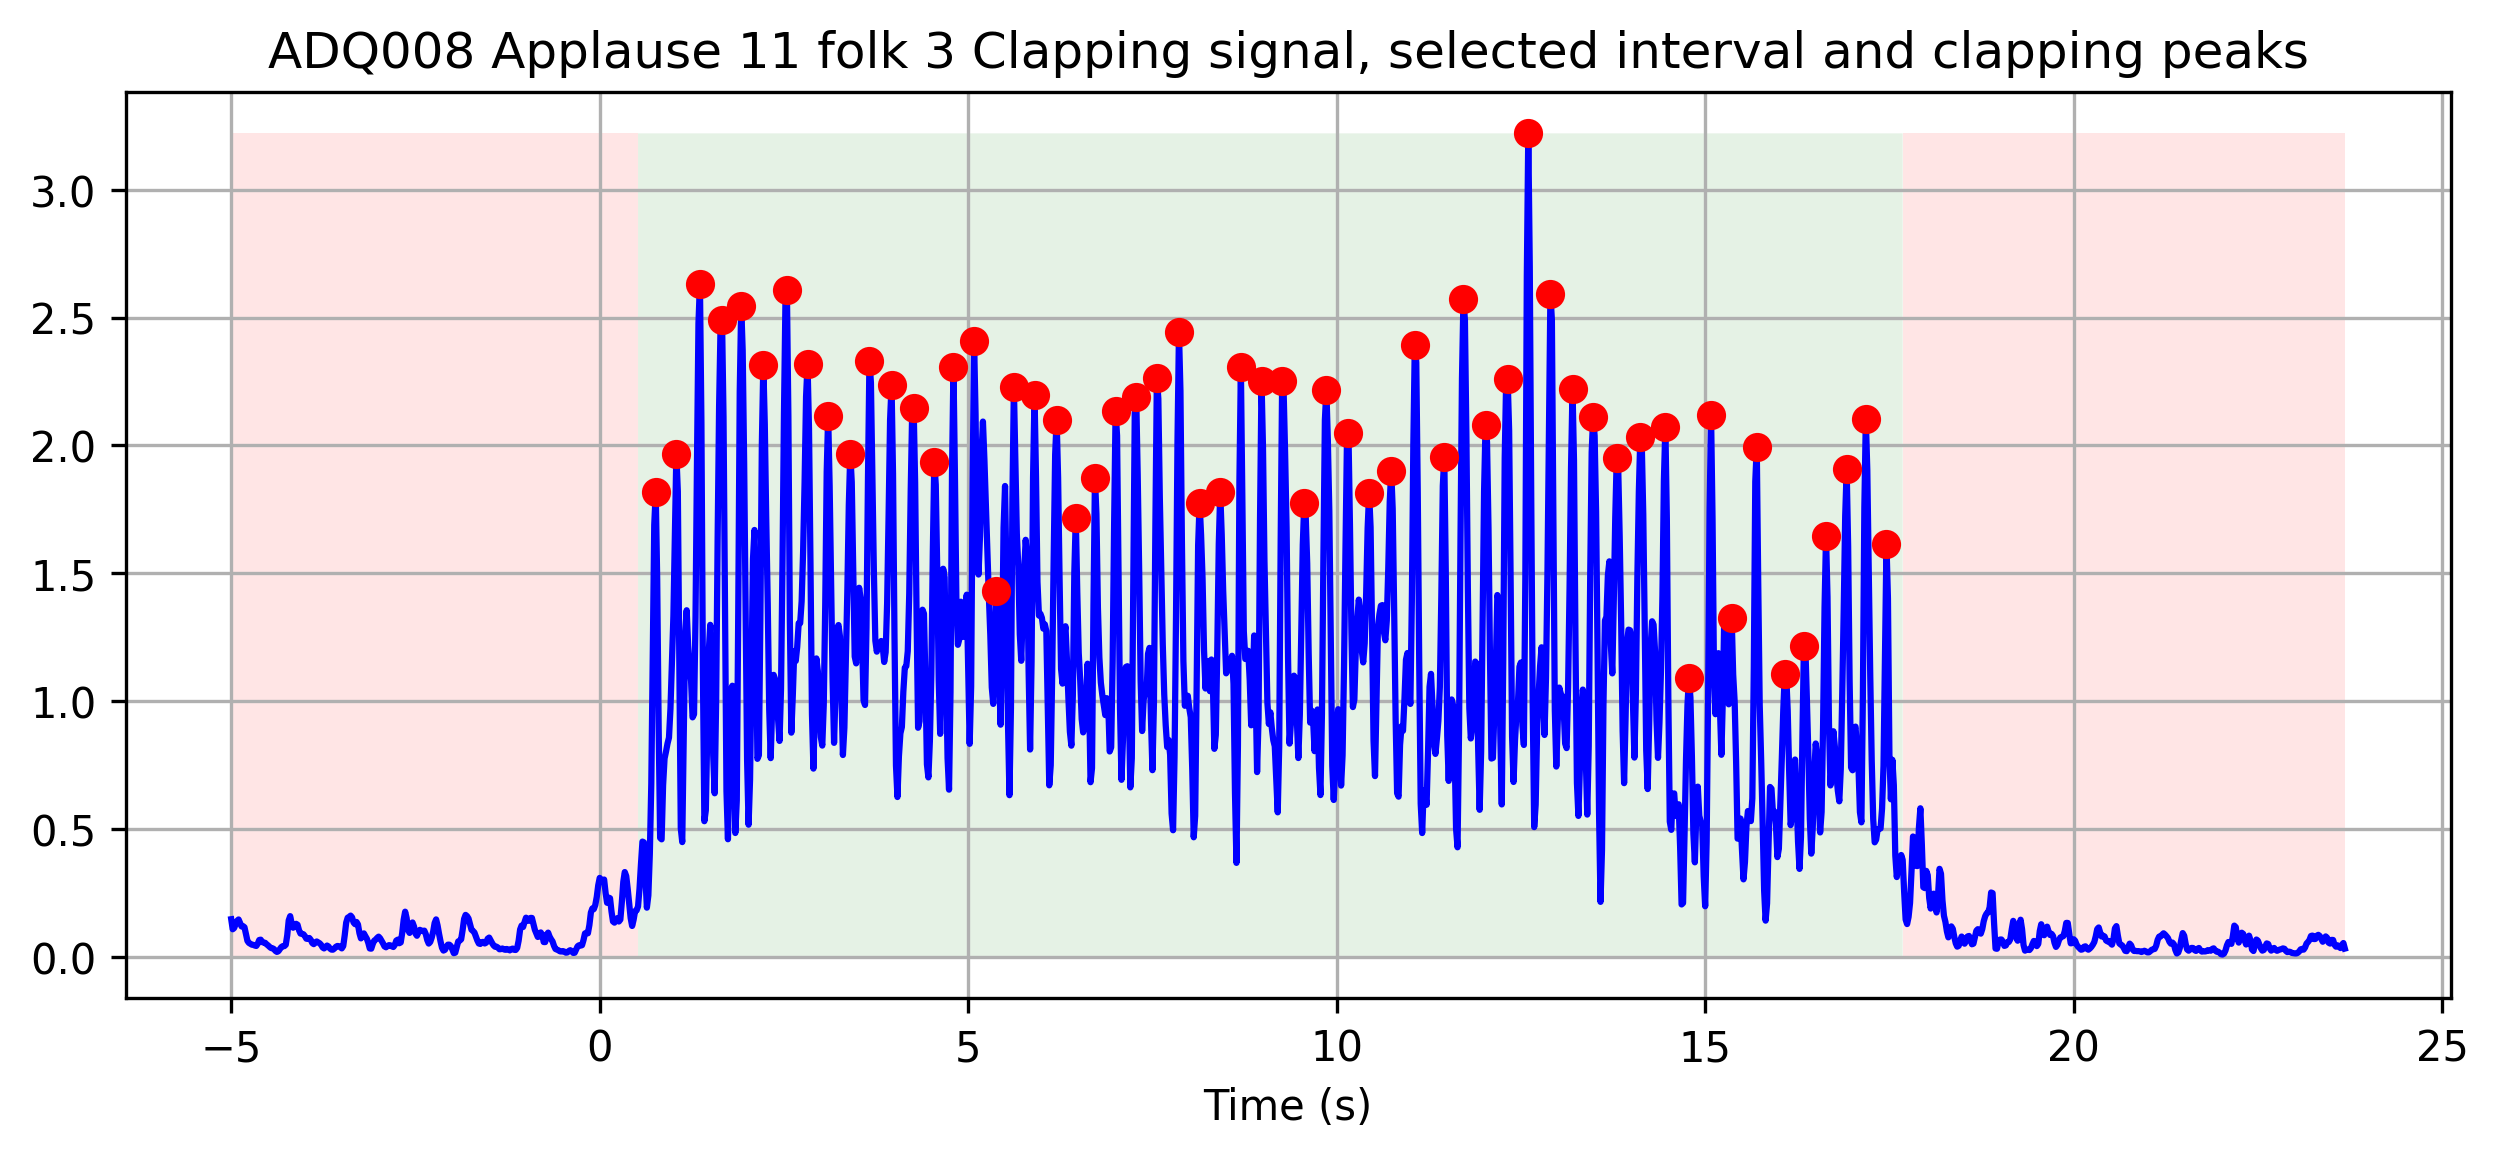 ADQ008 Applause 11 folk 3 Clapping signal, selected interval and clapping peaks
3.0
2.5
2.0
1.5
1.0
0.5
0.0
−5 0 5 10 15 20 25
Time (s)